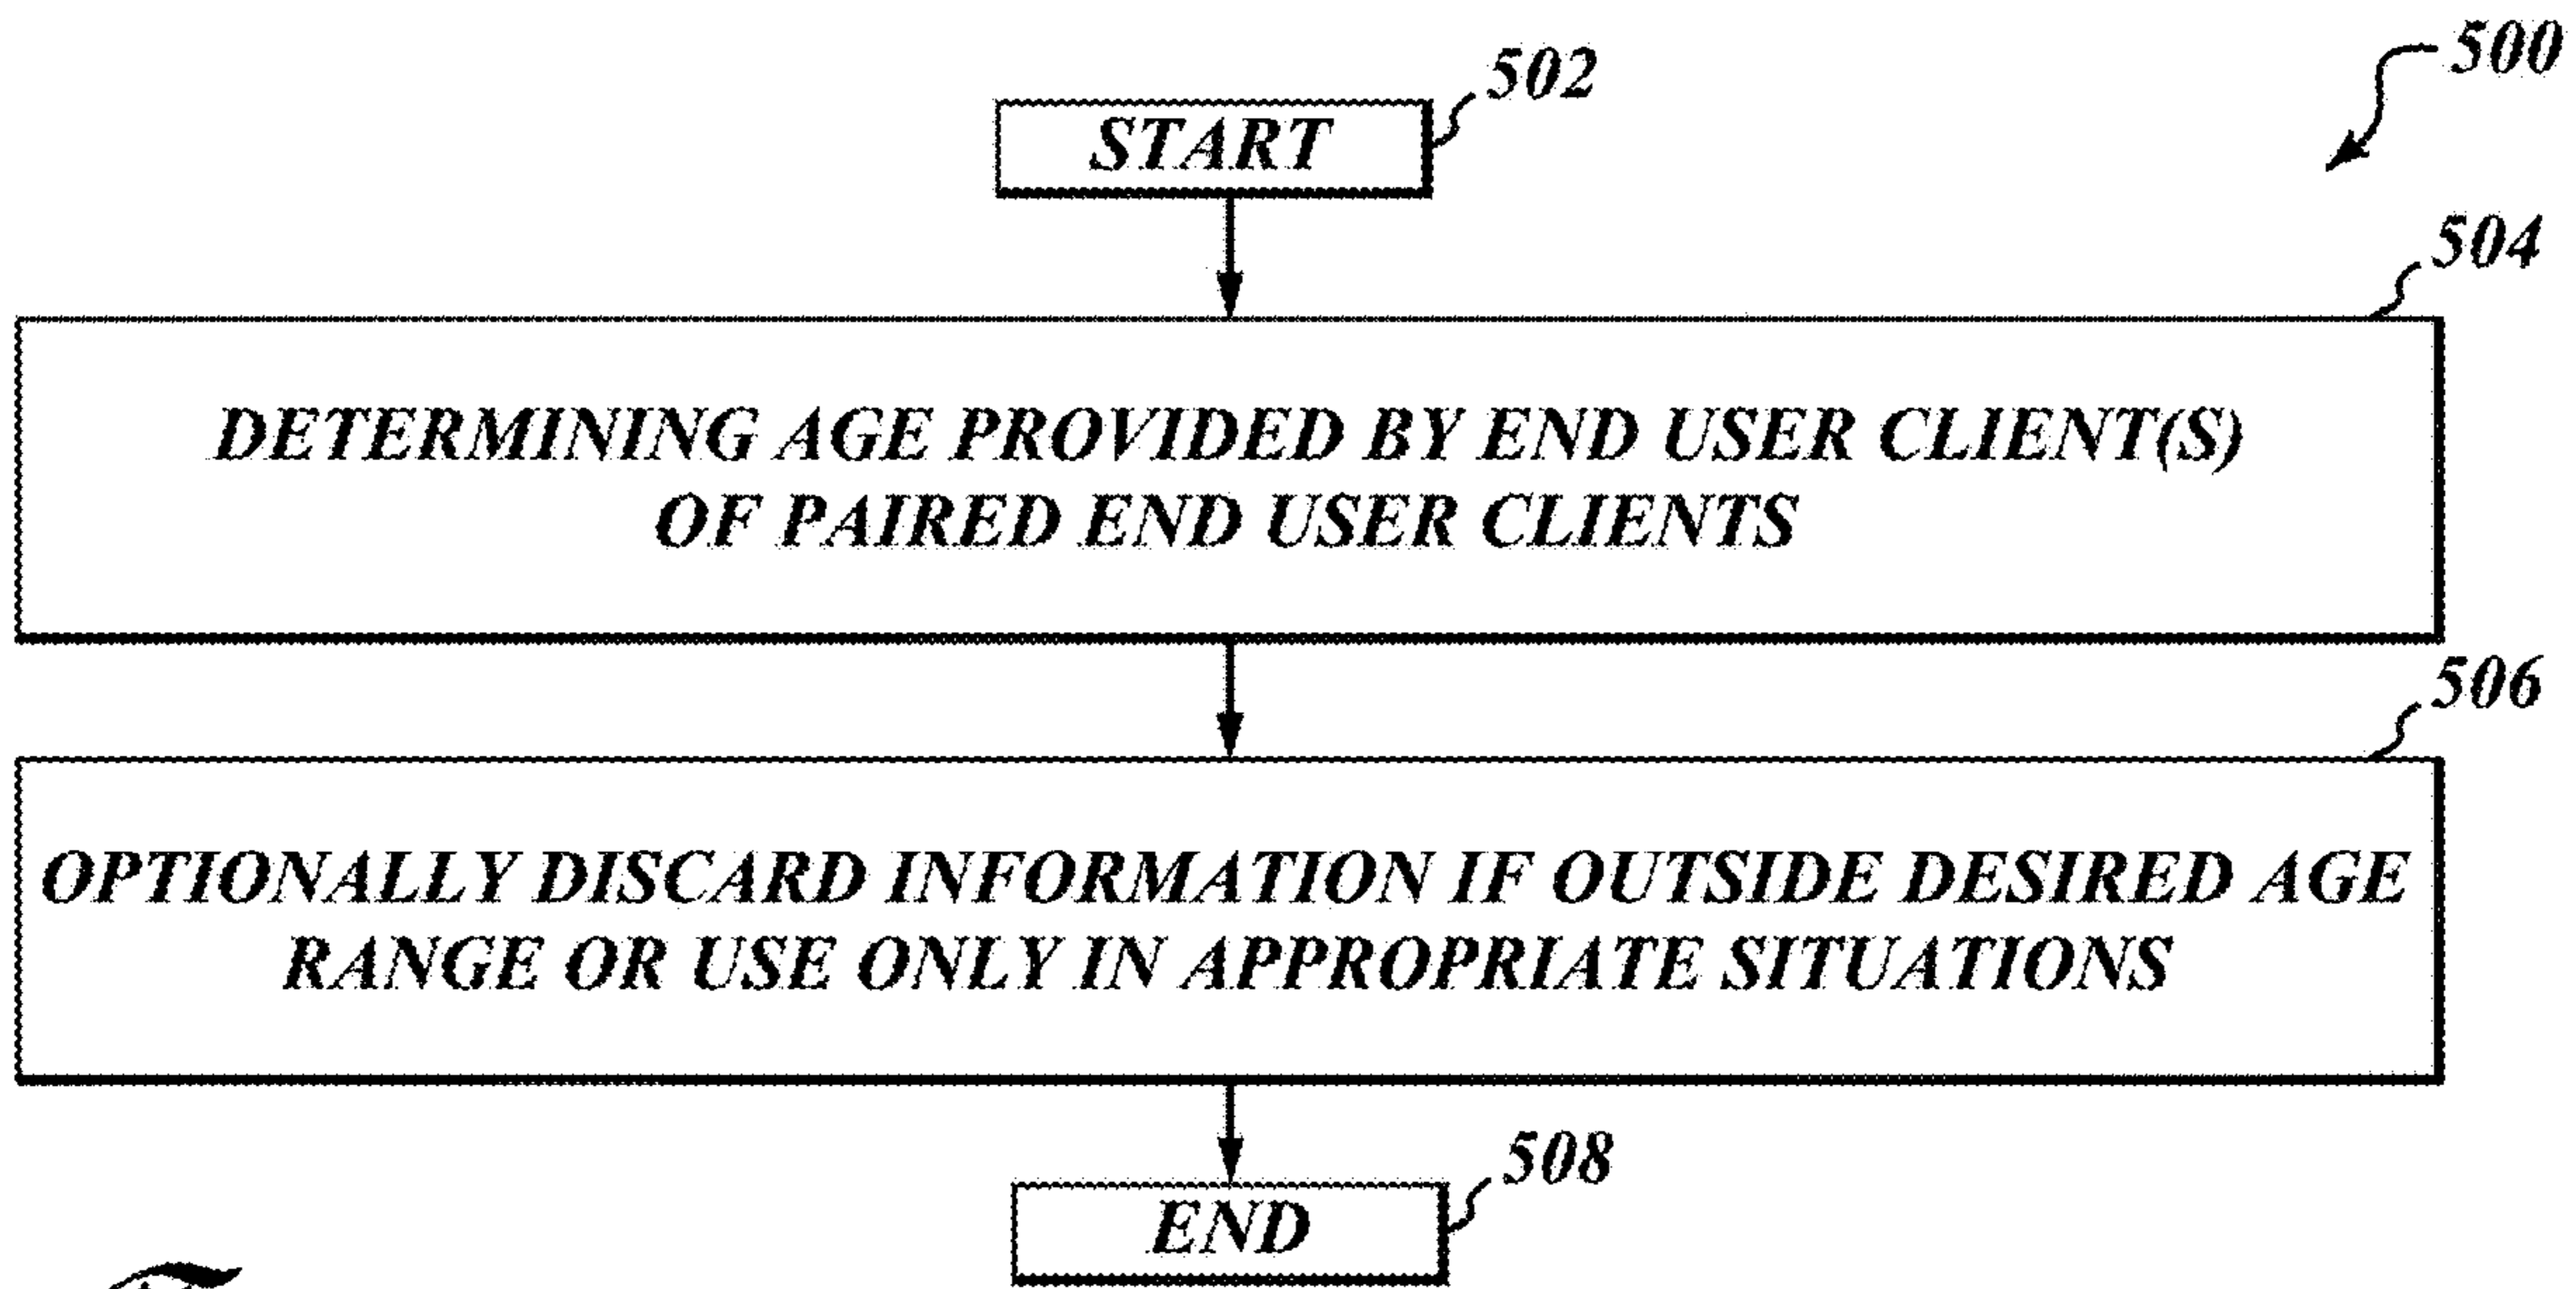 500
502
START
504
DETERMINING AGE PROVIDED BY END USER CLIENT(S)
OF PAIRED END USER CLIENTS
506
OPTIONALLY DISCARD INFORMATION IF OUTSIDE DESIRED AGE
RANGE OR USE ONLY IN APPROPRIATE SITUATIONS
508
END